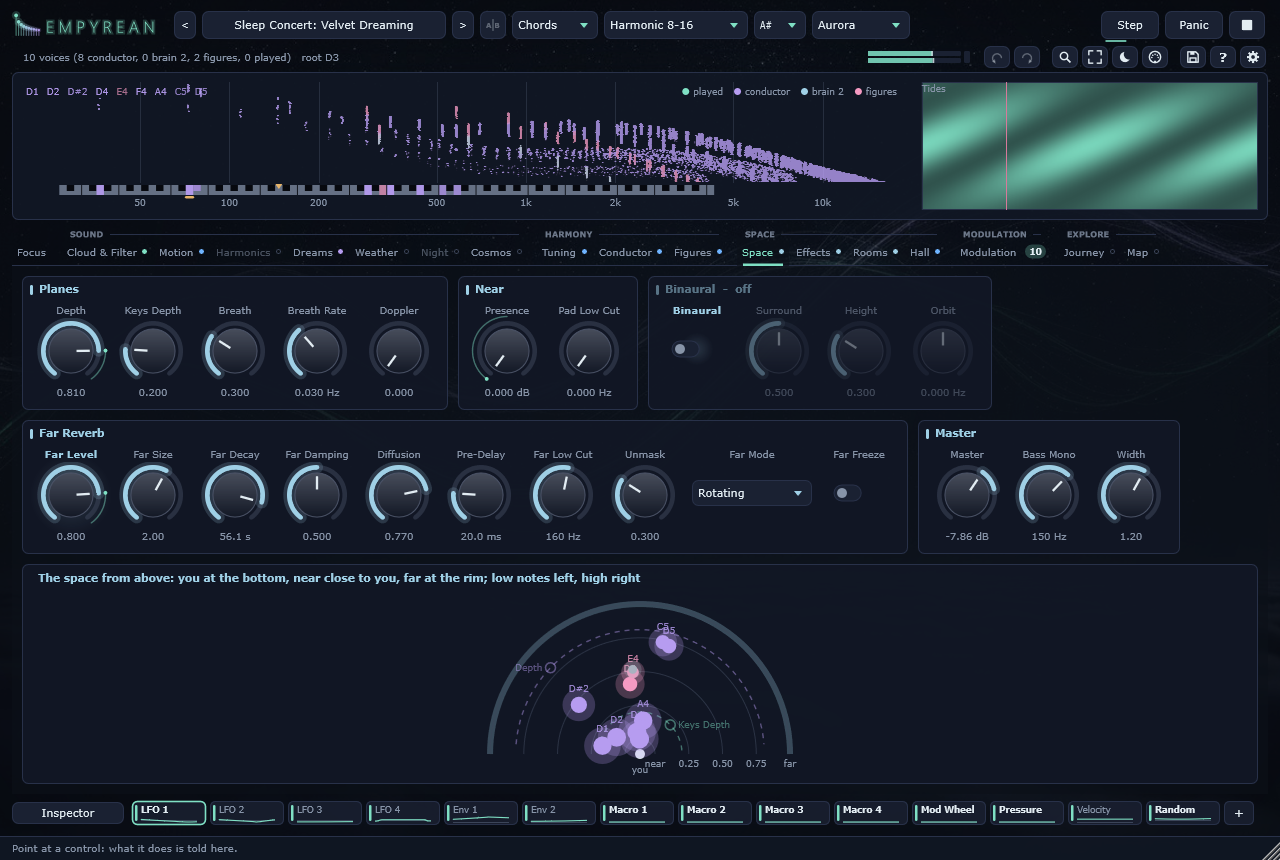 EMPYREAN
<
Sleep Concert: Velvet Dreaming
>
A|B
Chords
Harmonic 8-16
A#
Aurora
Step
Panic
10 voices (8 conductor, 0 brain 2, 2 figures, 0 played) root D3
?
D1 D2 D#2 D4 E4 F4 A4 C5 D5
played conductor brain 2 figures
Tides
50 100 200 500 1k 2k 5k 10k
SOUND HARMONY SPACE MODULATION EXPLORE
Focus Cloud & Filter Motion Harmonics Dreams Weather Night Cosmos Tuning Conductor Figures Space Effects Rooms Hall Modulation 10 Journey Map
Planes
Depth Keys Depth Breath Breath Rate Doppler
0.810 0.200 0.300 0.030 Hz 0.000
Near
Presence Pad Low Cut
0.000 dB 0.000 Hz
Binaural - off
Binaural Surround Height Orbit
0.500 0.300 0.000 Hz
Far Reverb
Far Level Far Size Far Decay Far Damping Diffusion Pre-Delay Far Low Cut Unmask Far Mode Far Freeze
Rotating
0.800 2.00 56.1 s 0.500 0.770 20.0 ms 160 Hz 0.300
Master
Master Bass Mono Width
-7.86 dB 150 Hz 1.20
The space from above: you at the bottom, near close to you, far at the rim; low notes left, high right
C5
D5
E4
Depth
D#2
A4
D2
D1
Keys Depth
near 0.25 0.50 0.75 far
you
Inspector
LFO 1
LFO 2
LFO 3
LFO 4
Env 1
Env 2
Macro 1
Macro 2
Macro 3
Macro 4
Mod Wheel
Pressure
Velocity
Random
+
Point at a control: what it does is told here.